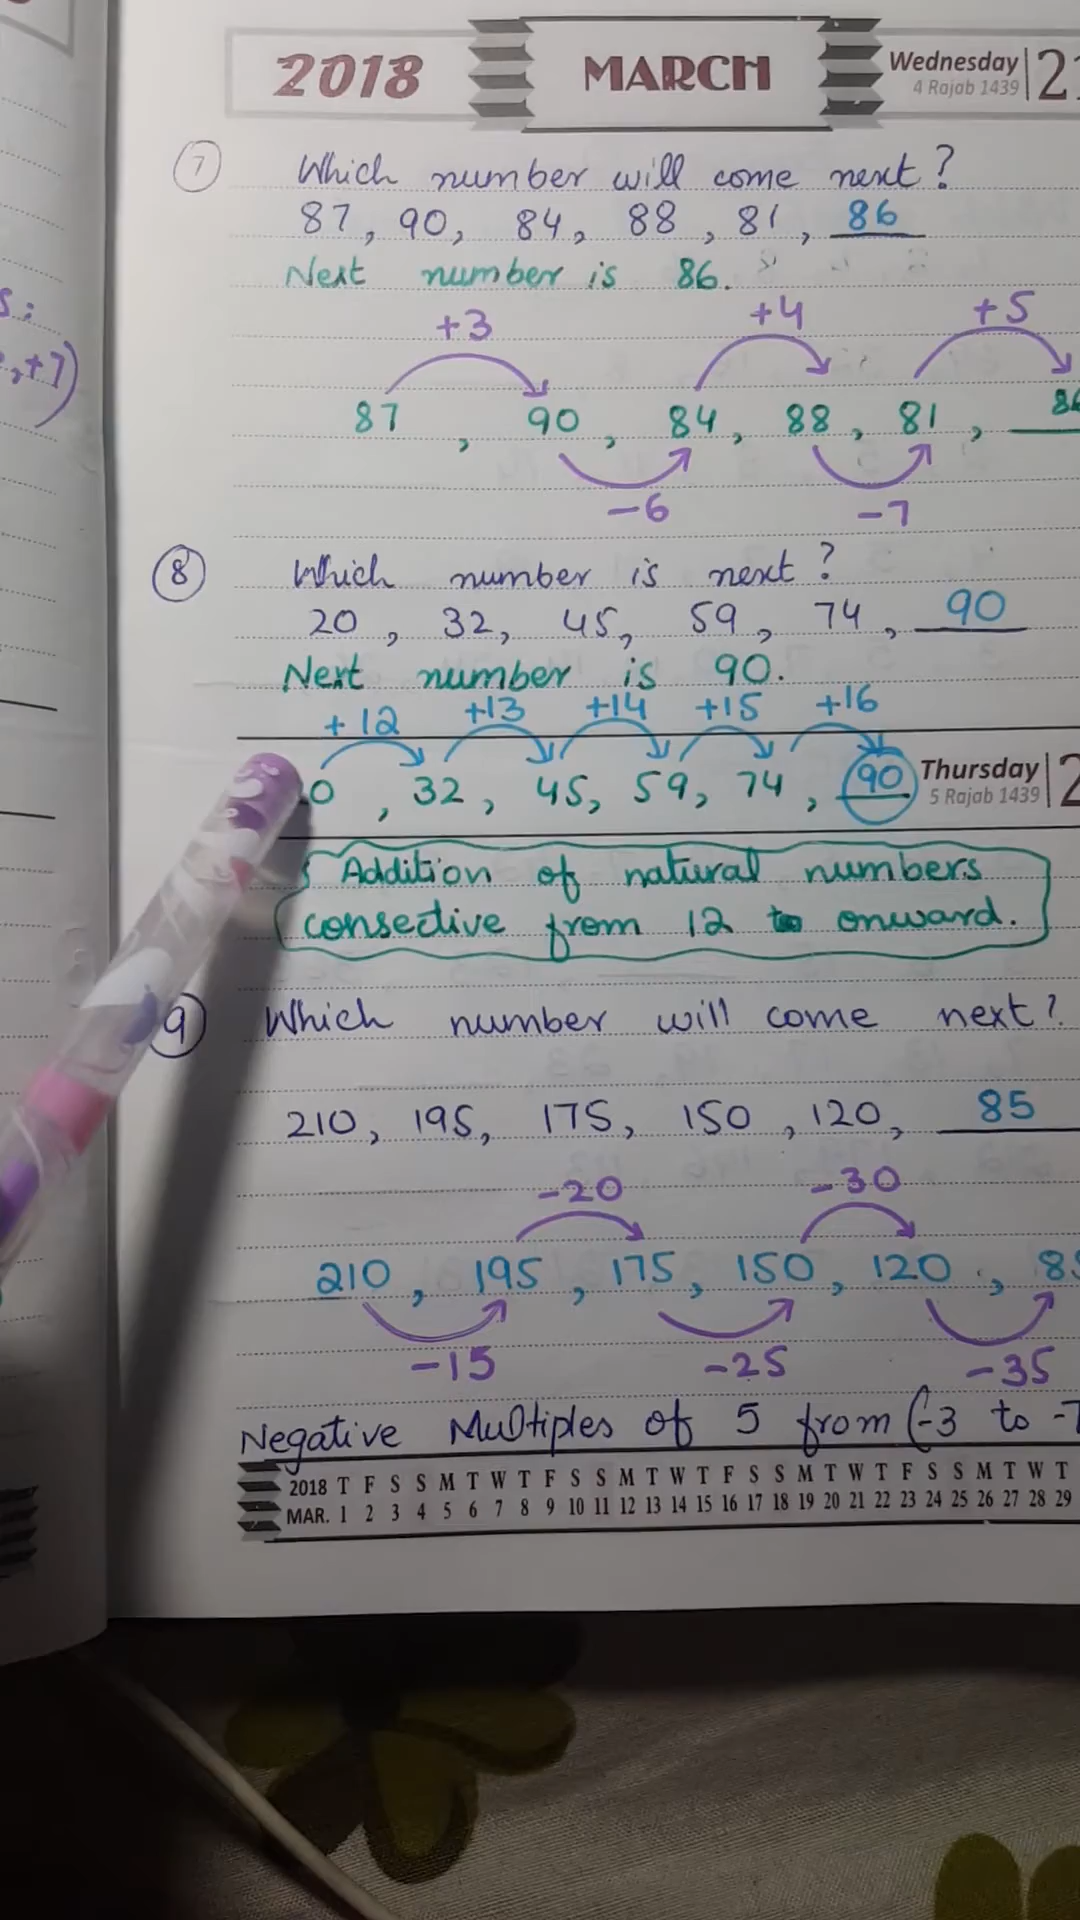 2018 MARCH Wednesday
4 Rajab 1439
7 Which number will come next?
87, 90, 84, 88, 81, 86
Next number is 86.
+3 +4 +5
87, 90, 84, 88, 81,
-6 -7
s:
,+7)
8 Which number is next?
20, 32, 45, 59, 74, 90
Next number is 90.
+12 +13 +14 +15 +16
0, 32, 45, 59, 74, 90
Thursday
5 Rajab 1439
Addition of natural numbers
consective from 12 to onward.
9 Which number will come next?
210, 195, 175, 150, 120, 85
-20 -30
210, 195, 175, 150, 120, 8
-15 -25 -35
Negative Multiples of 5 from (-3 to -7
2018 T F S S M T W T F S S M T W T F S S M T W T F S S M T W T
MAR. 1 2 3 4 5 6 7 8 9 10 11 12 13 14 15 16 17 18 19 20 21 22 23 24 25 26 27 28 29